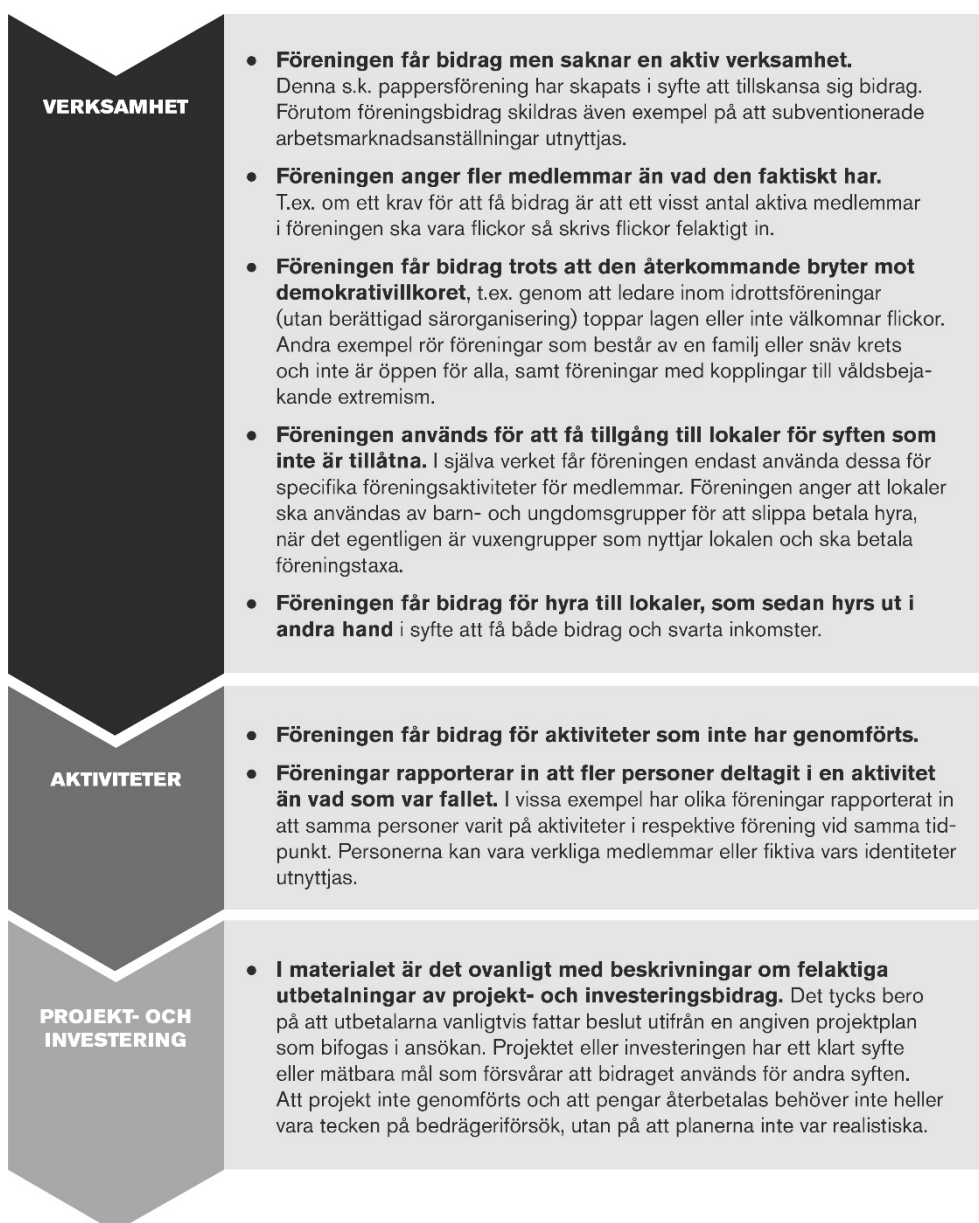 VERKSAMHET
● Föreningen får bidrag men saknar en aktiv verksamhet.
Denna s.k. pappersförening har skapats i syfte att tillskansa sig bidrag.
Förutom föreningsbidrag skildras även exempel på att subventionerade
arbetsmarknadsanställningar utnyttjas.
● Föreningen anger fler medlemmar än vad den faktiskt har.
T.ex. om ett krav för att få bidrag är att ett visst antal aktiva medlemmar
i föreningen ska vara flickor så skrivs flickor felaktigt in.
● Föreningen får bidrag trots att den återkommande bryter mot
demokrativillkoret, t.ex. genom att ledare inom idrottsföreningar
(utan berättigad särorganisering) toppar lagen eller inte välkomnar flickor.
Andra exempel rör föreningar som består av en familj eller snäv krets
och inte är öppen för alla, samt föreningar med kopplingar till våldsbeja-
kande extremism.
● Föreningen används för att få tillgång till lokaler för syften som
inte är tillåtna. I själva verket får föreningen endast använda dessa för
specifika föreningsaktiviteter för medlemmar. Föreningen anger att lokaler
ska användas av barn- och ungdomsgrupper för att slippa betala hyra,
när det egentligen är vuxengrupper som nyttjar lokalen och ska betala
föreningstaxa.
● Föreningen får bidrag för hyra till lokaler, som sedan hyrs ut i
andra hand i syfte att få både bidrag och svarta inkomster.
AKTIVITETER
● Föreningen får bidrag för aktiviteter som inte har genomförts.
● Föreningar rapporterar in att fler personer deltagit i en aktivitet
än vad som var fallet. I vissa exempel har olika föreningar rapporterat in
att samma personer varit på aktiviteter i respektive förening vid samma tid-
punkt. Personerna kan vara verkliga medlemmar eller fiktiva vars identiteter
utnyttjas.
PROJEKT- OCH
INVESTERING
● I materialet är det ovanligt med beskrivningar om felaktiga
utbetalningar av projekt- och investeringsbidrag. Det tycks bero
på att utbetalarna vanligtvis fattar beslut utifrån en angiven projektplan
som bifogas i ansökan. Projektet eller investeringen har ett klart syfte
eller mätbara mål som försvårar att bidraget används för andra syften.
Att projekt inte genomförts och att pengar återbetalas behöver inte heller
vara tecken på bedrägeriförsök, utan på att planerna inte var realistiska.